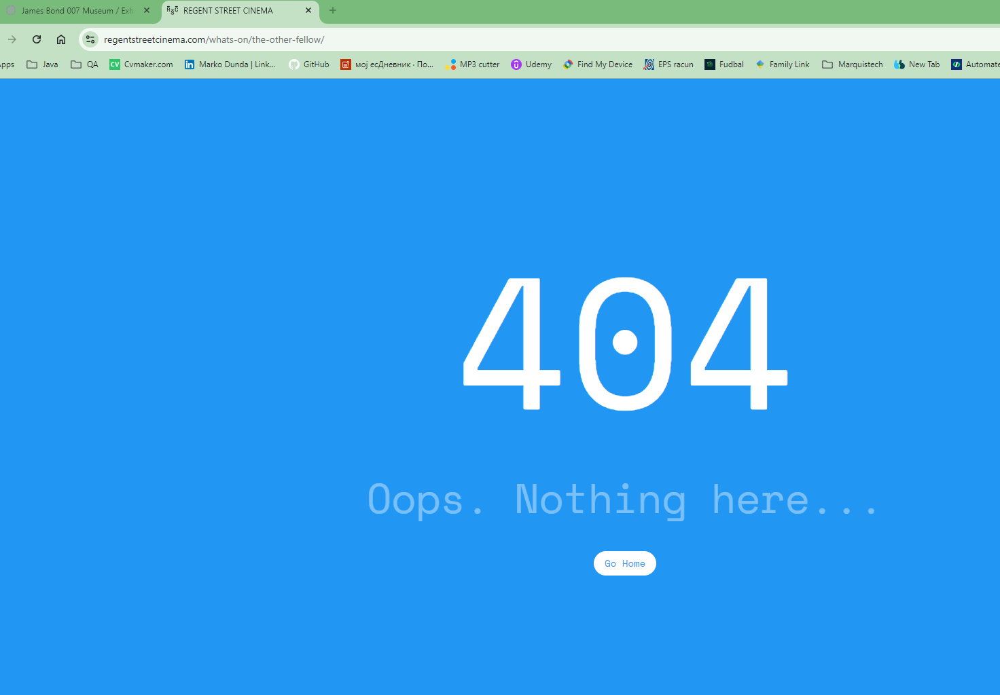 James Bond 007 Museum / Exh
REGENT STREET CINEMA
regentstreetcinema.com/whats-on/the-other-fellow/
Java
QA
CV Cvmaker.com
in Marko Dunda | Link...
GitHub
мој есДневник · По...
MP3 cutter
Udemy
Find My Device
EPS racun
Fudbal
Family Link
Marquistech
New Tab
404
Oops. Nothing here...
Go Home